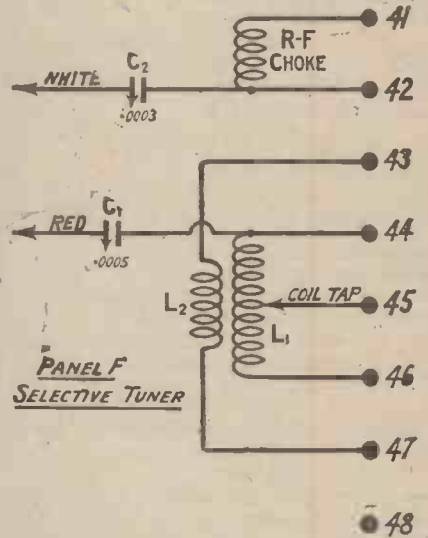 41
R-F
CHOKE
C₂
WHITE
42
.0003
43
C₁
RED
44
.0005
COIL TAP
45
L₂
L₁
PANEL F
46
SELECTIVE TUNER
47
48